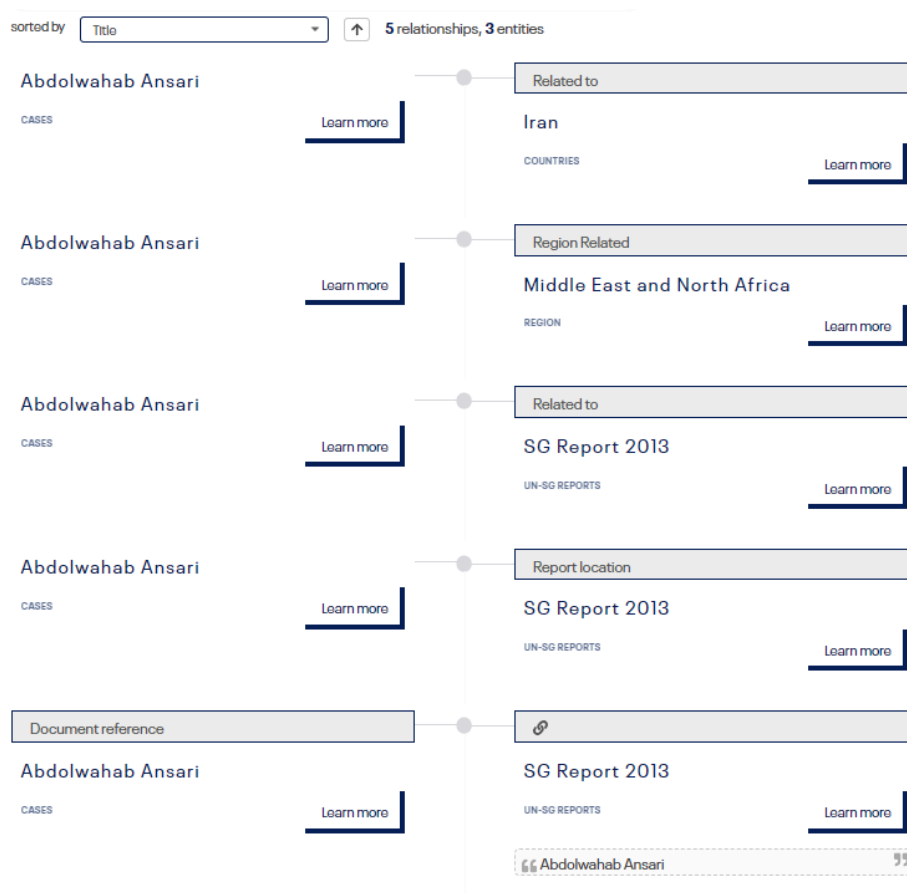 sorted by Title 5 relationships, 3 entities
Abdolwahab Ansari
CASES
Learn more
Related to
Iran
COUNTRIES
Learn more
Abdolwahab Ansari
CASES
Learn more
Region Related
Middle East and North Africa
REGION
Learn more
Abdolwahab Ansari
CASES
Learn more
Related to
SG Report 2013
UN-SG REPORTS
Learn more
Abdolwahab Ansari
CASES
Learn more
Report location
SG Report 2013
UN-SG REPORTS
Learn more
Document reference
Abdolwahab Ansari
CASES
Learn more
SG Report 2013
UN-SG REPORTS
Learn more
“ Abdolwahab Ansari ”